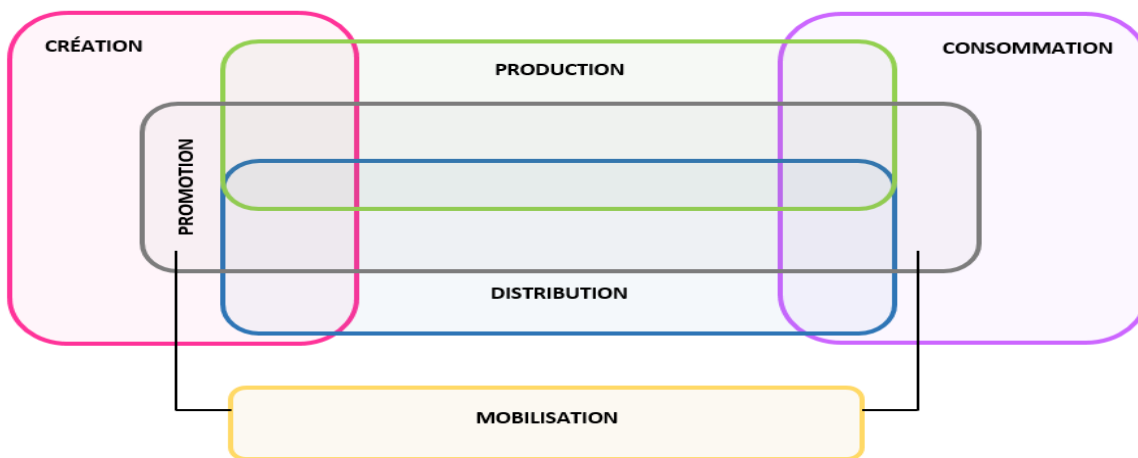 CRÉATION
CONSOMMATION
PRODUCTION
PROMOTION
DISTRIBUTION
MOBILISATION